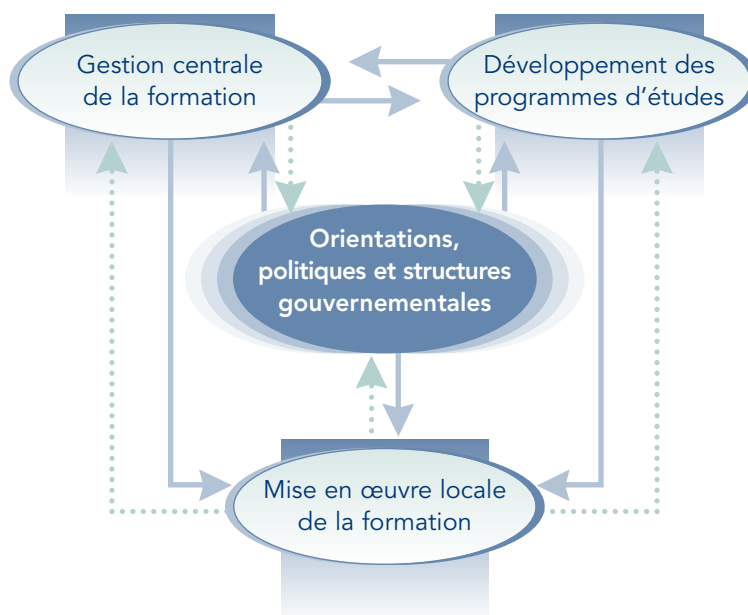 Gestion centrale
de la formation
Développement des
programmes d'études
Orientations,
politiques et structures
gouvernementales
Mise en œuvre locale
de la formation